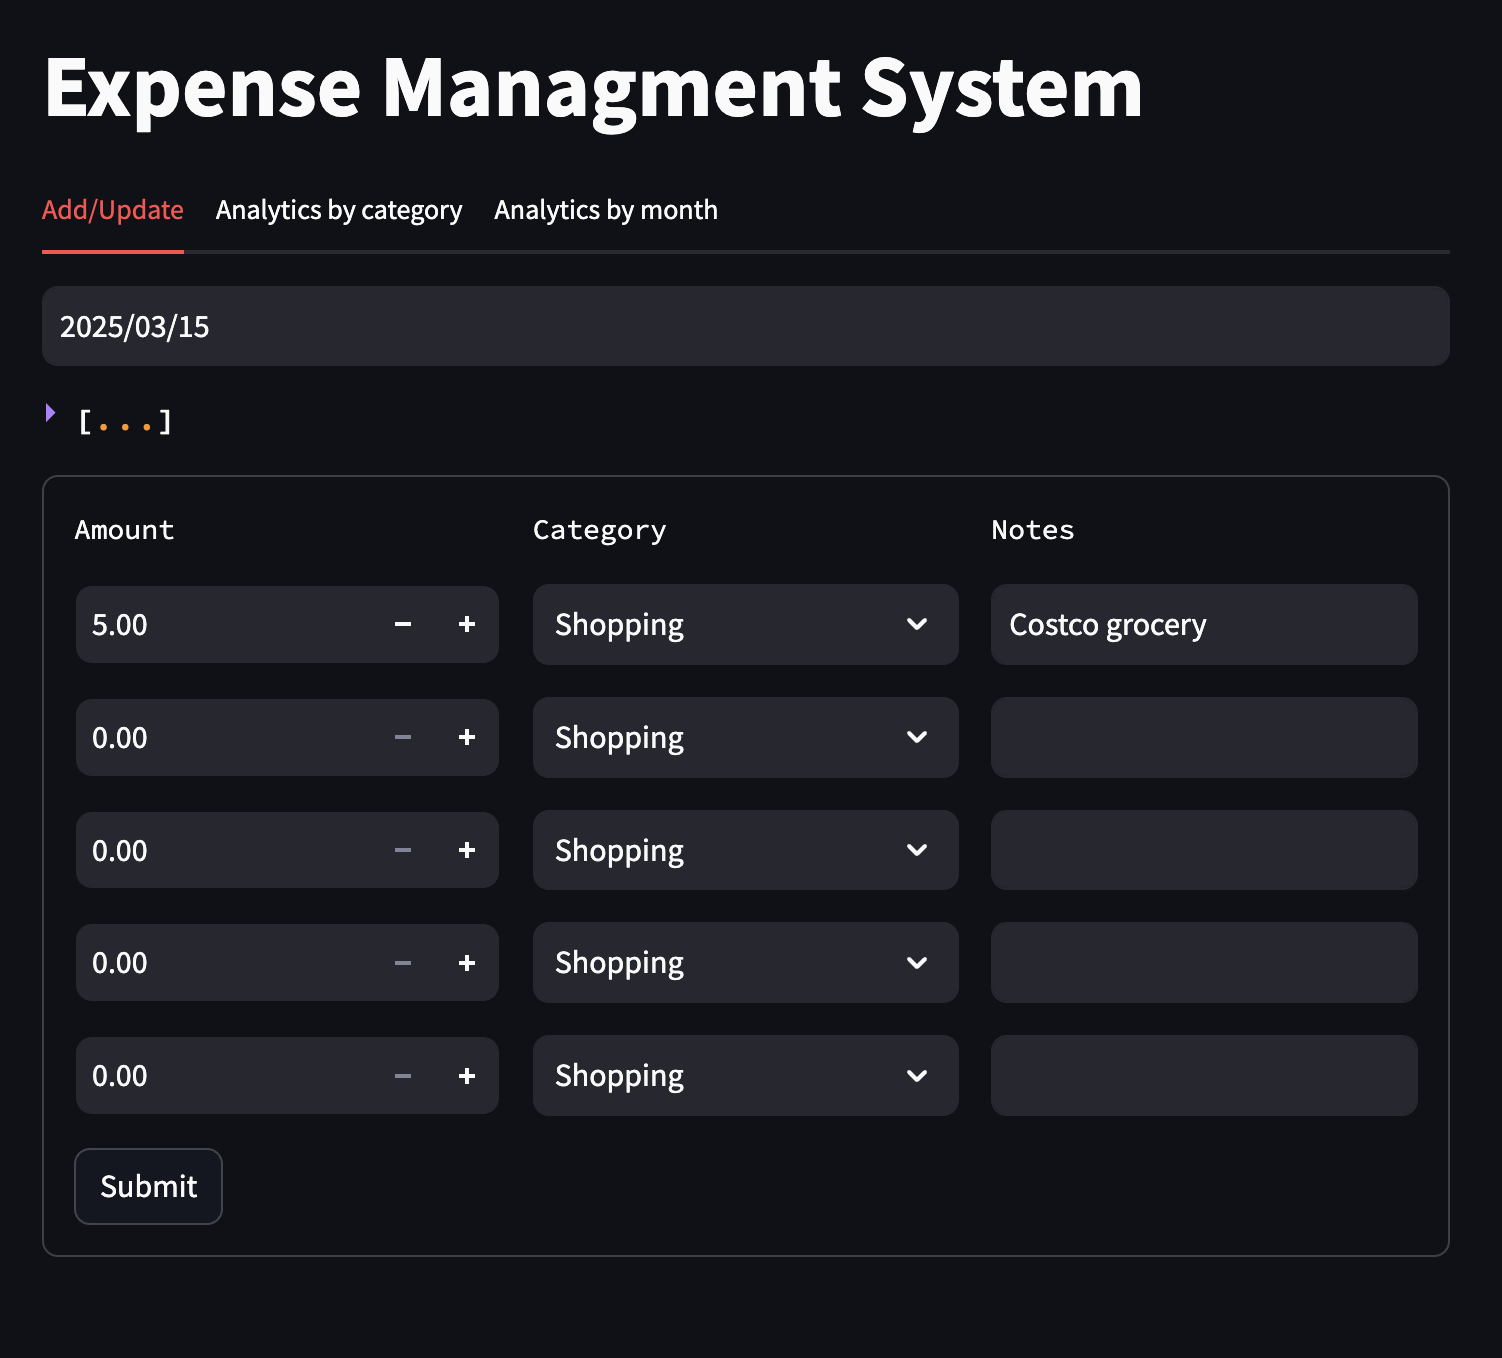 Expense Managment System
Add/Update Analytics by category Analytics by month
2025/03/15
[...]
Amount Category Notes
5.00 − + Shopping Costco grocery
0.00 − + Shopping
0.00 − + Shopping
0.00 − + Shopping
0.00 − + Shopping
Submit